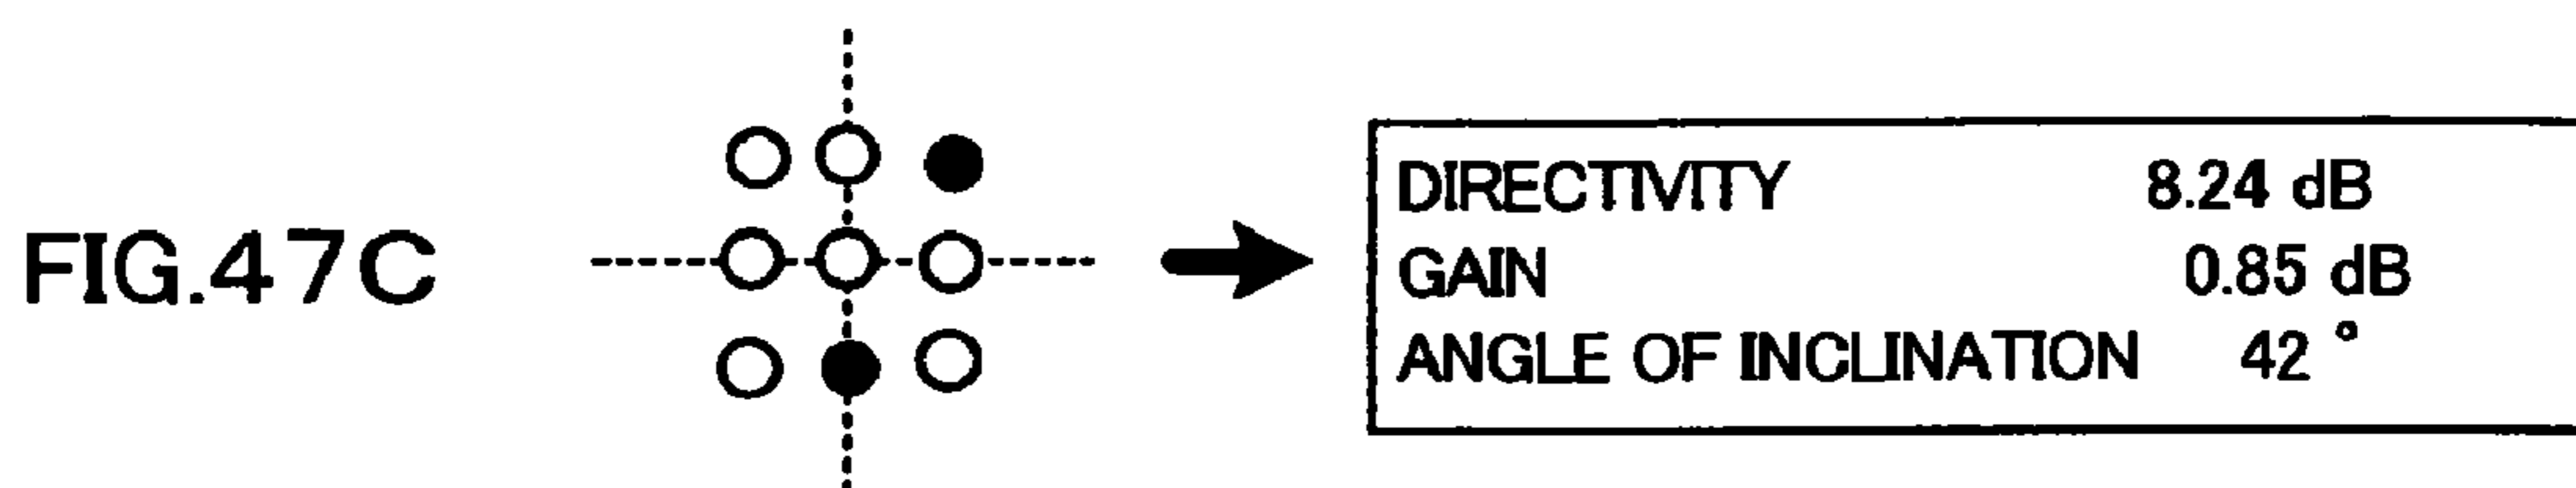 FIG.47C
DIRECTIVITY 8.24 dB
GAIN 0.85 dB
ANGLE OF INCLINATION 42°